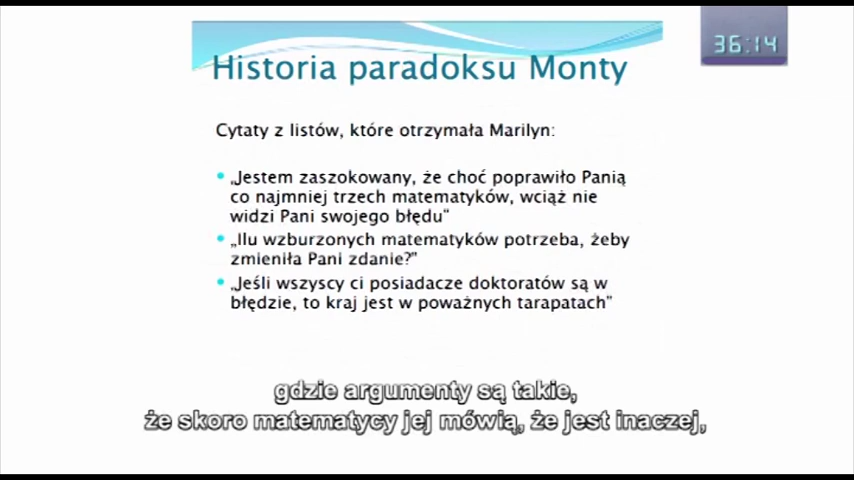 36:14
Historia paradoksu Monty
Cytaty z listów, które otrzymała Marilyn:
„Jestem zaszokowany, że choć poprawiło Panią
co najmniej trzech matematyków, wciąż nie
widzi Pani swojego błędu“
„Ilu wzburzonych matematyków potrzeba, żeby
zmieniła Pani zdanie?”
„Jeśli wszyscy ci posiadacze doktoratów są w
błędzie, to kraj jest w poważnych tarapatach”
gdzie argumenty są takie,
że skoro matematycy jej mówią, że jest inaczej,